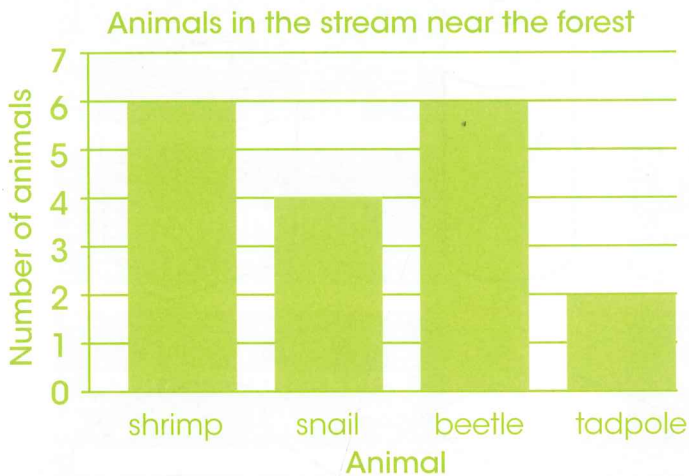 Animals in the stream near the forest
Number of animals
7
6
5
4
3
2
1
0
shrimp snail beetle tadpole
Animal